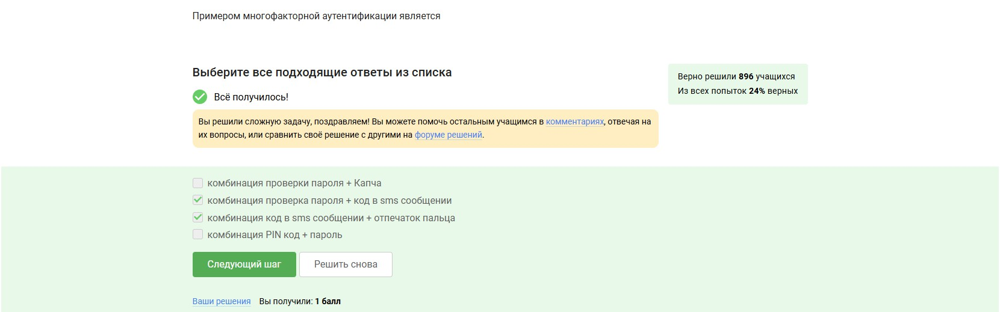 Примером многофакторной аутентификации является
Выберите все подходящие ответы из списка
Верно решили 896 учащихся
Из всех попыток 24% верных
Всё получилось!
Вы решили сложную задачу, поздравляем! Вы можете помочь остальным учащимся в комментариях, отвечая на
их вопросы, или сравнить своё решение с другими на форуме решений.
комбинация проверки пароля + Капча
комбинация проверка пароля + код в sms сообщении
комбинация код в sms сообщении + отпечаток пальца
комбинация PIN код + пароль
Следующий шаг
Решить снова
Ваши решения Вы получили: 1 балл